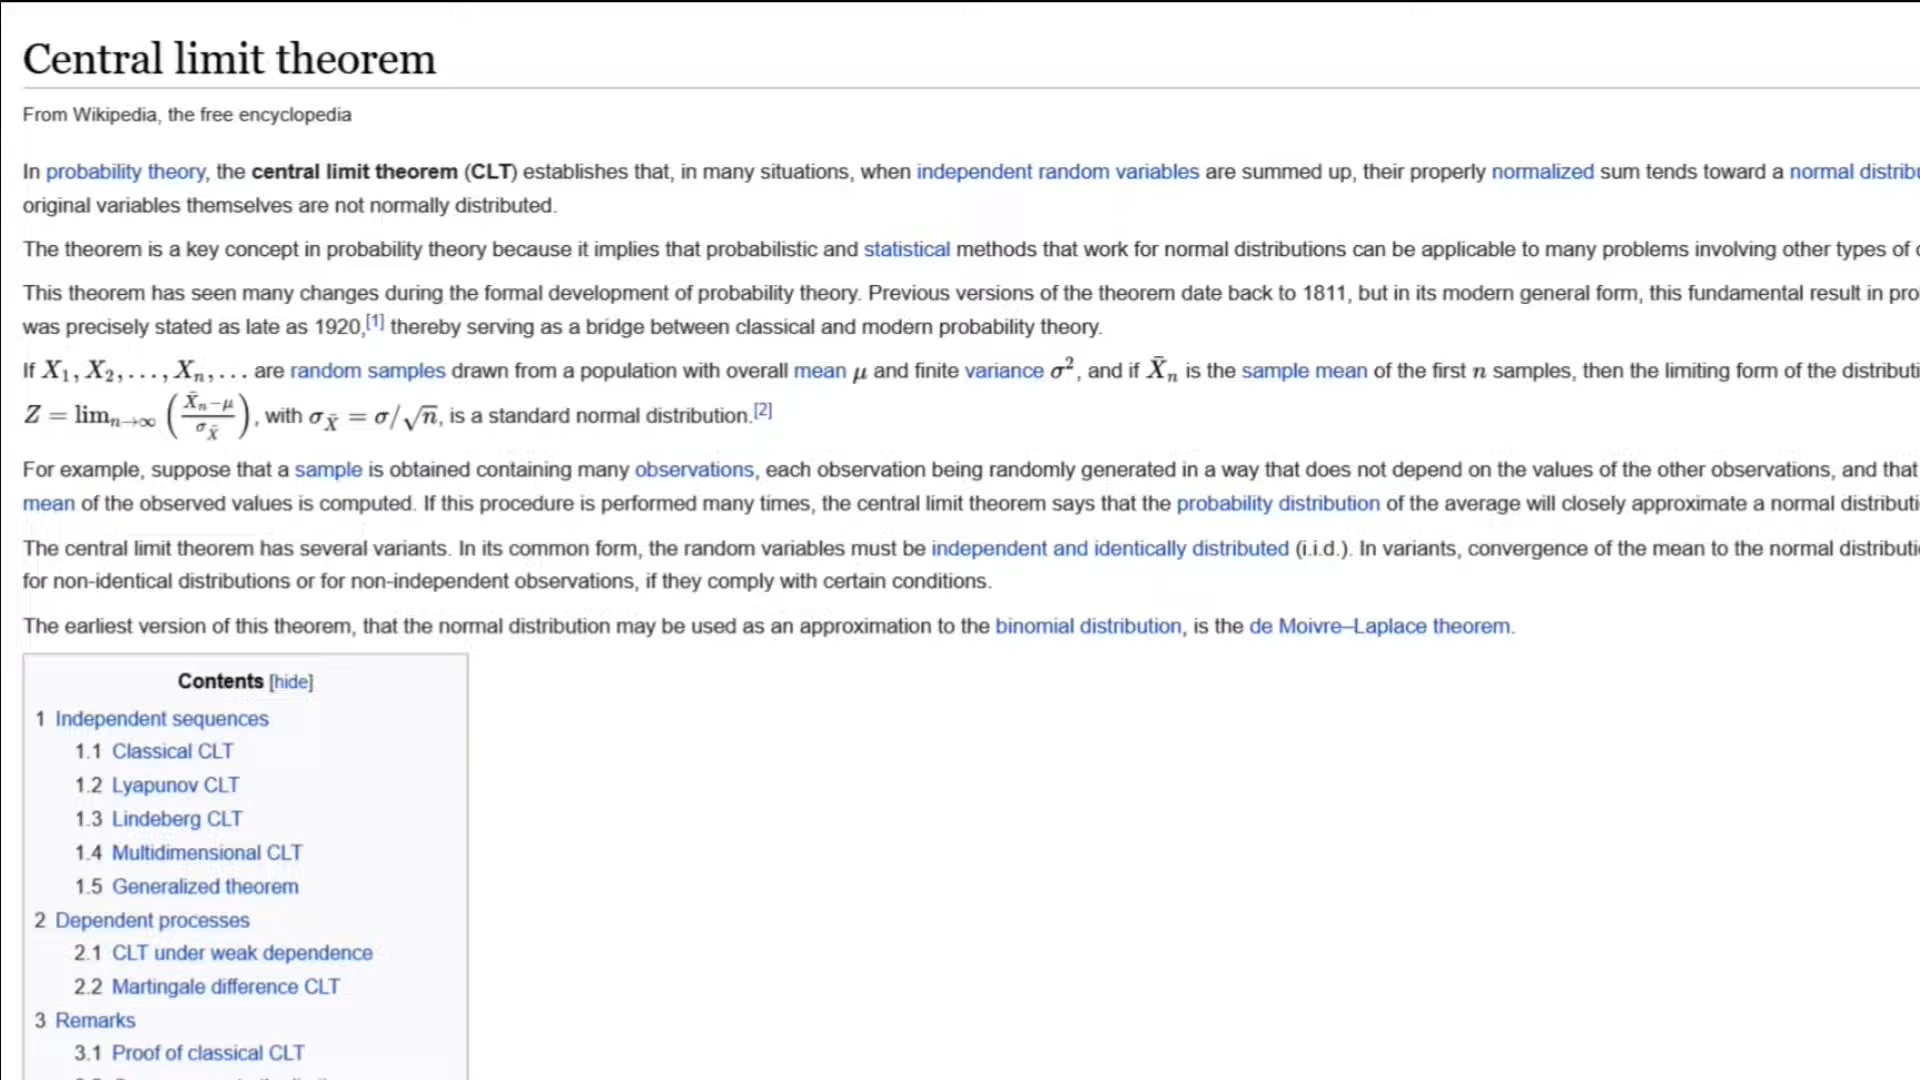 Central limit theorem
From Wikipedia, the free encyclopedia
In probability theory, the central limit theorem (CLT) establishes that, in many situations, when independent random variables are summed up, their properly normalized sum tends toward a normal distribu
original variables themselves are not normally distributed.
The theorem is a key concept in probability theory because it implies that probabilistic and statistical methods that work for normal distributions can be applicable to many problems involving other types of
This theorem has seen many changes during the formal development of probability theory. Previous versions of the theorem date back to 1811, but in its modern general form, this fundamental result in pro
was precisely stated as late as 1920,[1] thereby serving as a bridge between classical and modern probability theory.
If X₁, X₂, . . . , Xₙ, . . . are random samples drawn from a population with overall mean μ and finite variance σ², and if X̄ₙ is the sample mean of the first n samples, then the limiting form of the distributi
Z = limₙ→∞ ((X̄ₙ−μ)/σ_X̄), with σ_X̄ = σ/√n, is a standard normal distribution.[2]
For example, suppose that a sample is obtained containing many observations, each observation being randomly generated in a way that does not depend on the values of the other observations, and that
mean of the observed values is computed. If this procedure is performed many times, the central limit theorem says that the probability distribution of the average will closely approximate a normal distributi
The central limit theorem has several variants. In its common form, the random variables must be independent and identically distributed (i.i.d.). In variants, convergence of the mean to the normal distributi
for non-identical distributions or for non-independent observations, if they comply with certain conditions.
The earliest version of this theorem, that the normal distribution may be used as an approximation to the binomial distribution, is the de Moivre–Laplace theorem.
Contents [hide]
1 Independent sequences
1.1 Classical CLT
1.2 Lyapunov CLT
1.3 Lindeberg CLT
1.4 Multidimensional CLT
1.5 Generalized theorem
2 Dependent processes
2.1 CLT under weak dependence
2.2 Martingale difference CLT
3 Remarks
3.1 Proof of classical CLT